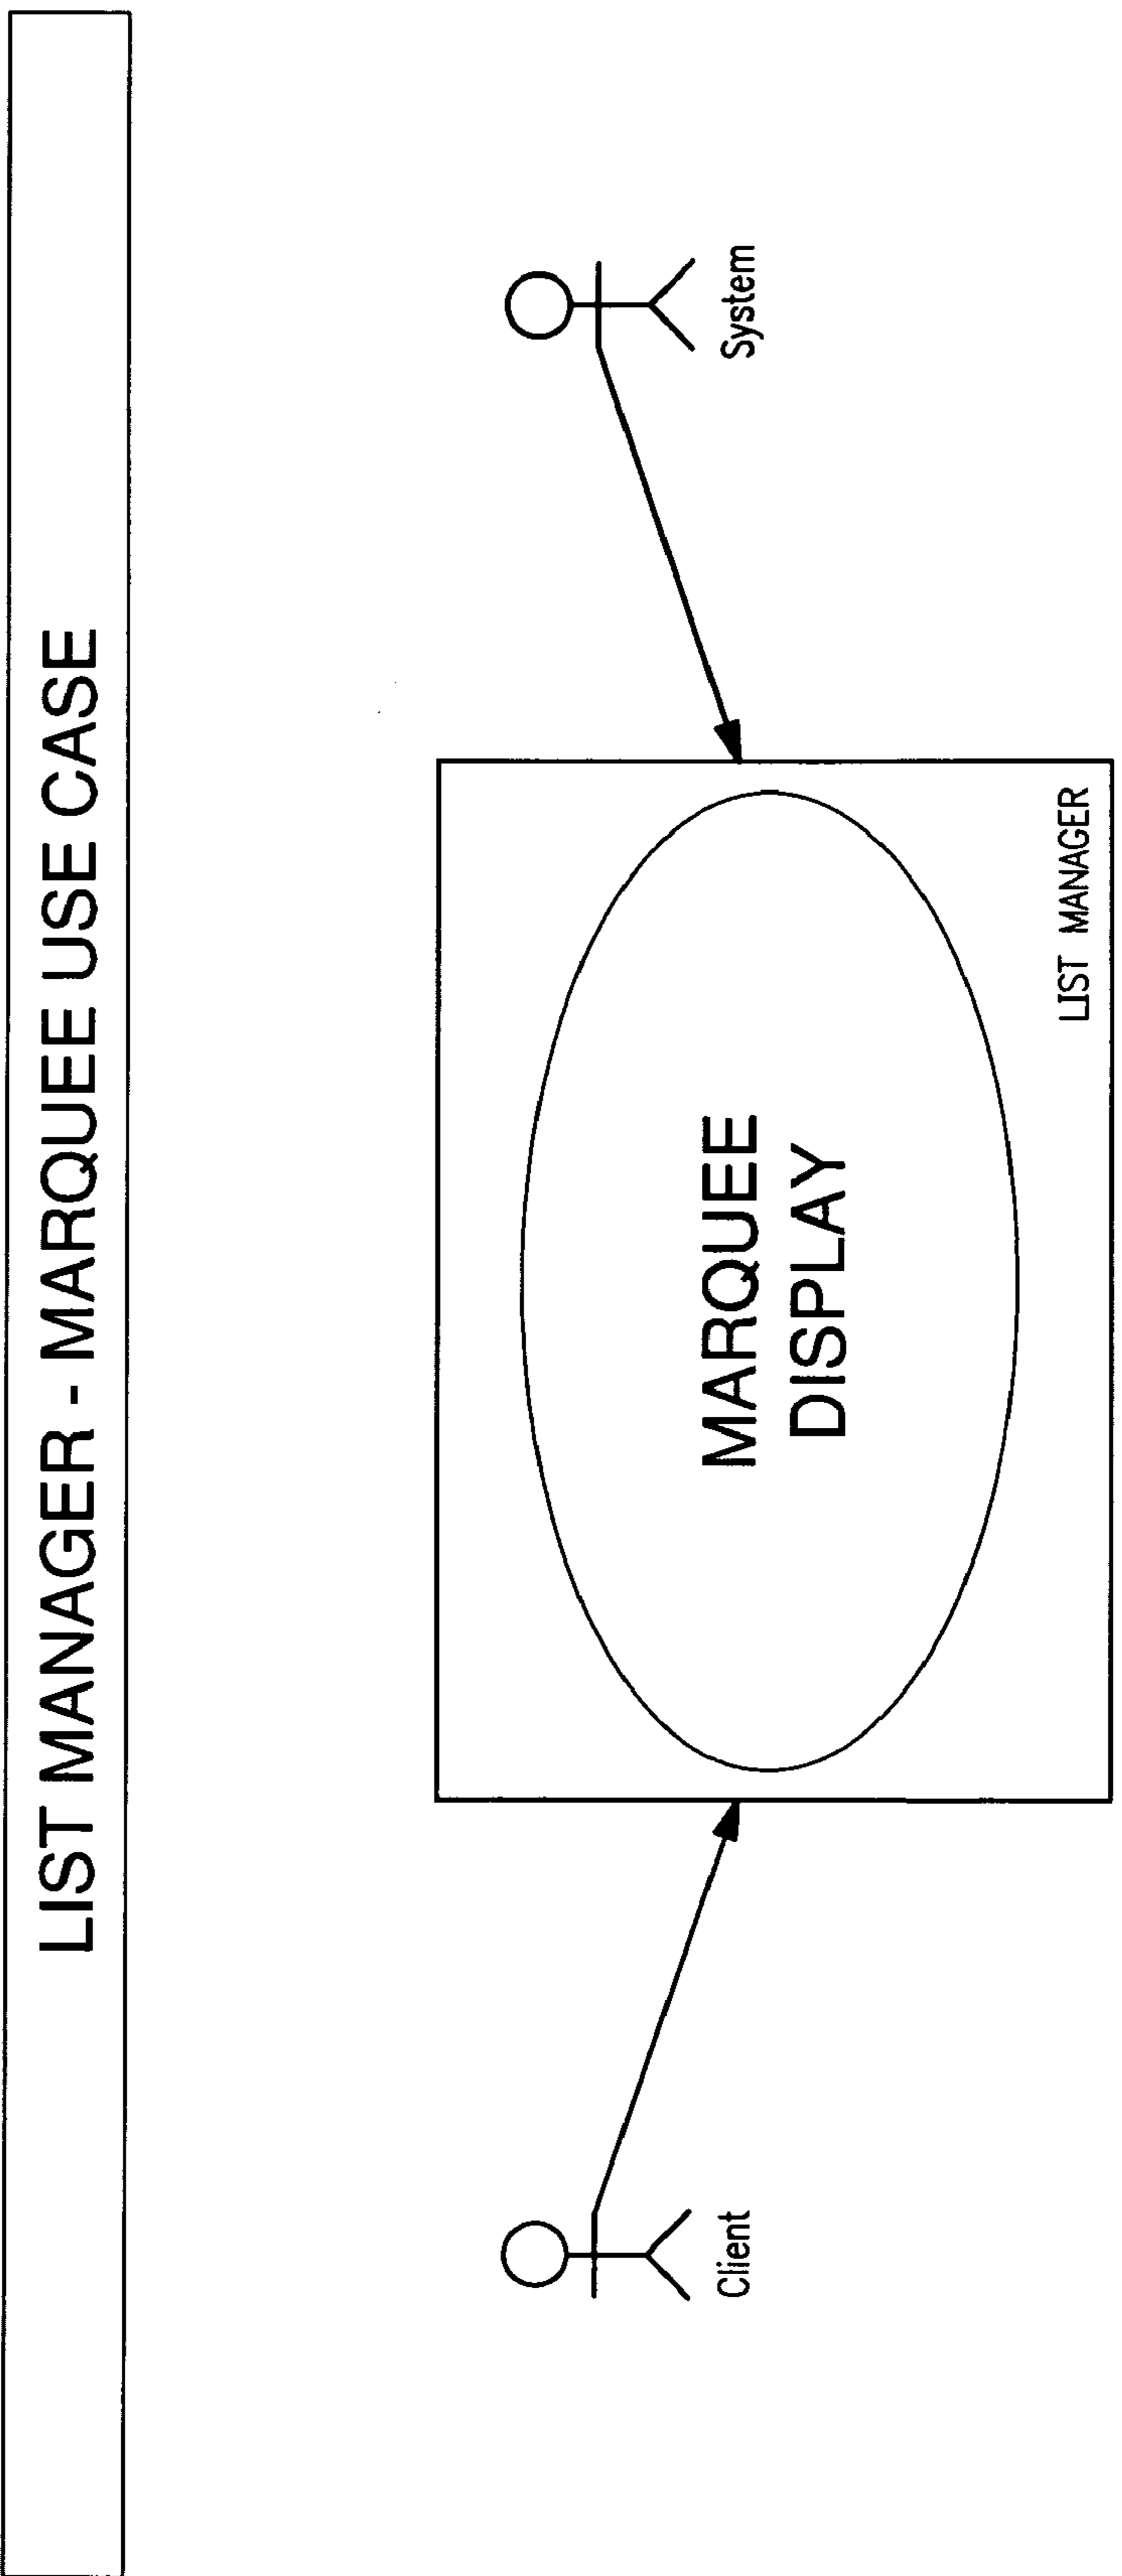 LIST MANAGER - MARQUEE USE CASE
Client
MARQUEE
DISPLAY
LIST MANAGER
System